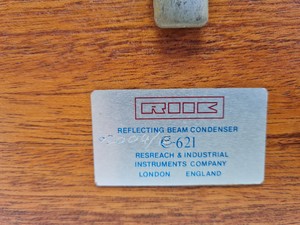 RIIC
REFLECTING BEAM CONDENSER
C-621
RESREACH & INDUSTRIAL
INSTRUMENTS COMPANY
LONDON ENGLAND